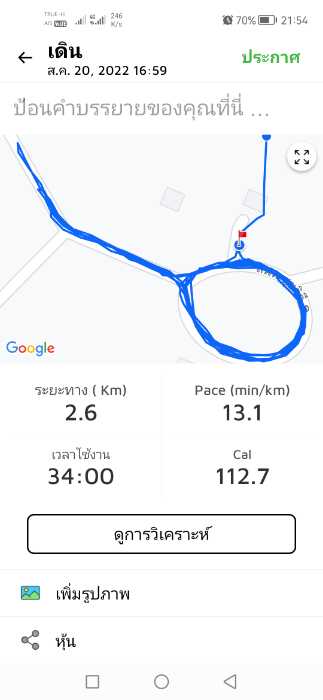 TRUE-H
246
K/s
70%
21:54
เดิน
ส.ค. 20, 2022 16:59
ประกาศ
ป้อนคำบรรยายของคุณที่นี่ ...
Google
ระยะทาง ( Km)
Pace (min/km)
2.6
13.1
เวลาใช้งาน
Cal
34:00
112.7
ดูการวิเคราะห์
เพิ่มรูปภาพ
หุ้น